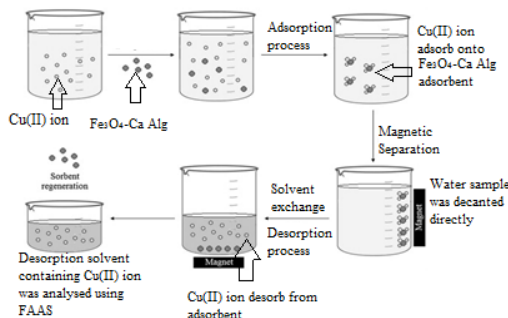 Cu(II) ion
Fe₃O₄-Ca Alg
Adsorption
process
Cu(II) ion
adsorb onto
Fe₃O₄-Ca Alg
adsorbent
Magnetic
Separation
Water sample
was decanted
directly
Magnet
Solvent
exchange
Desorption
process
Magnet
Cu(II) ion desorb from
adsorbent
Sorbent
regeneration
Desorption solvent
containing Cu(II) ion
was analysed using
FAAS